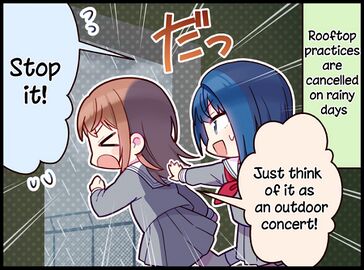 Rooftop
practices
are
cancelled
on rainy
days
だっ
Stop
it!
Just think
of it as
an outdoor
concert!